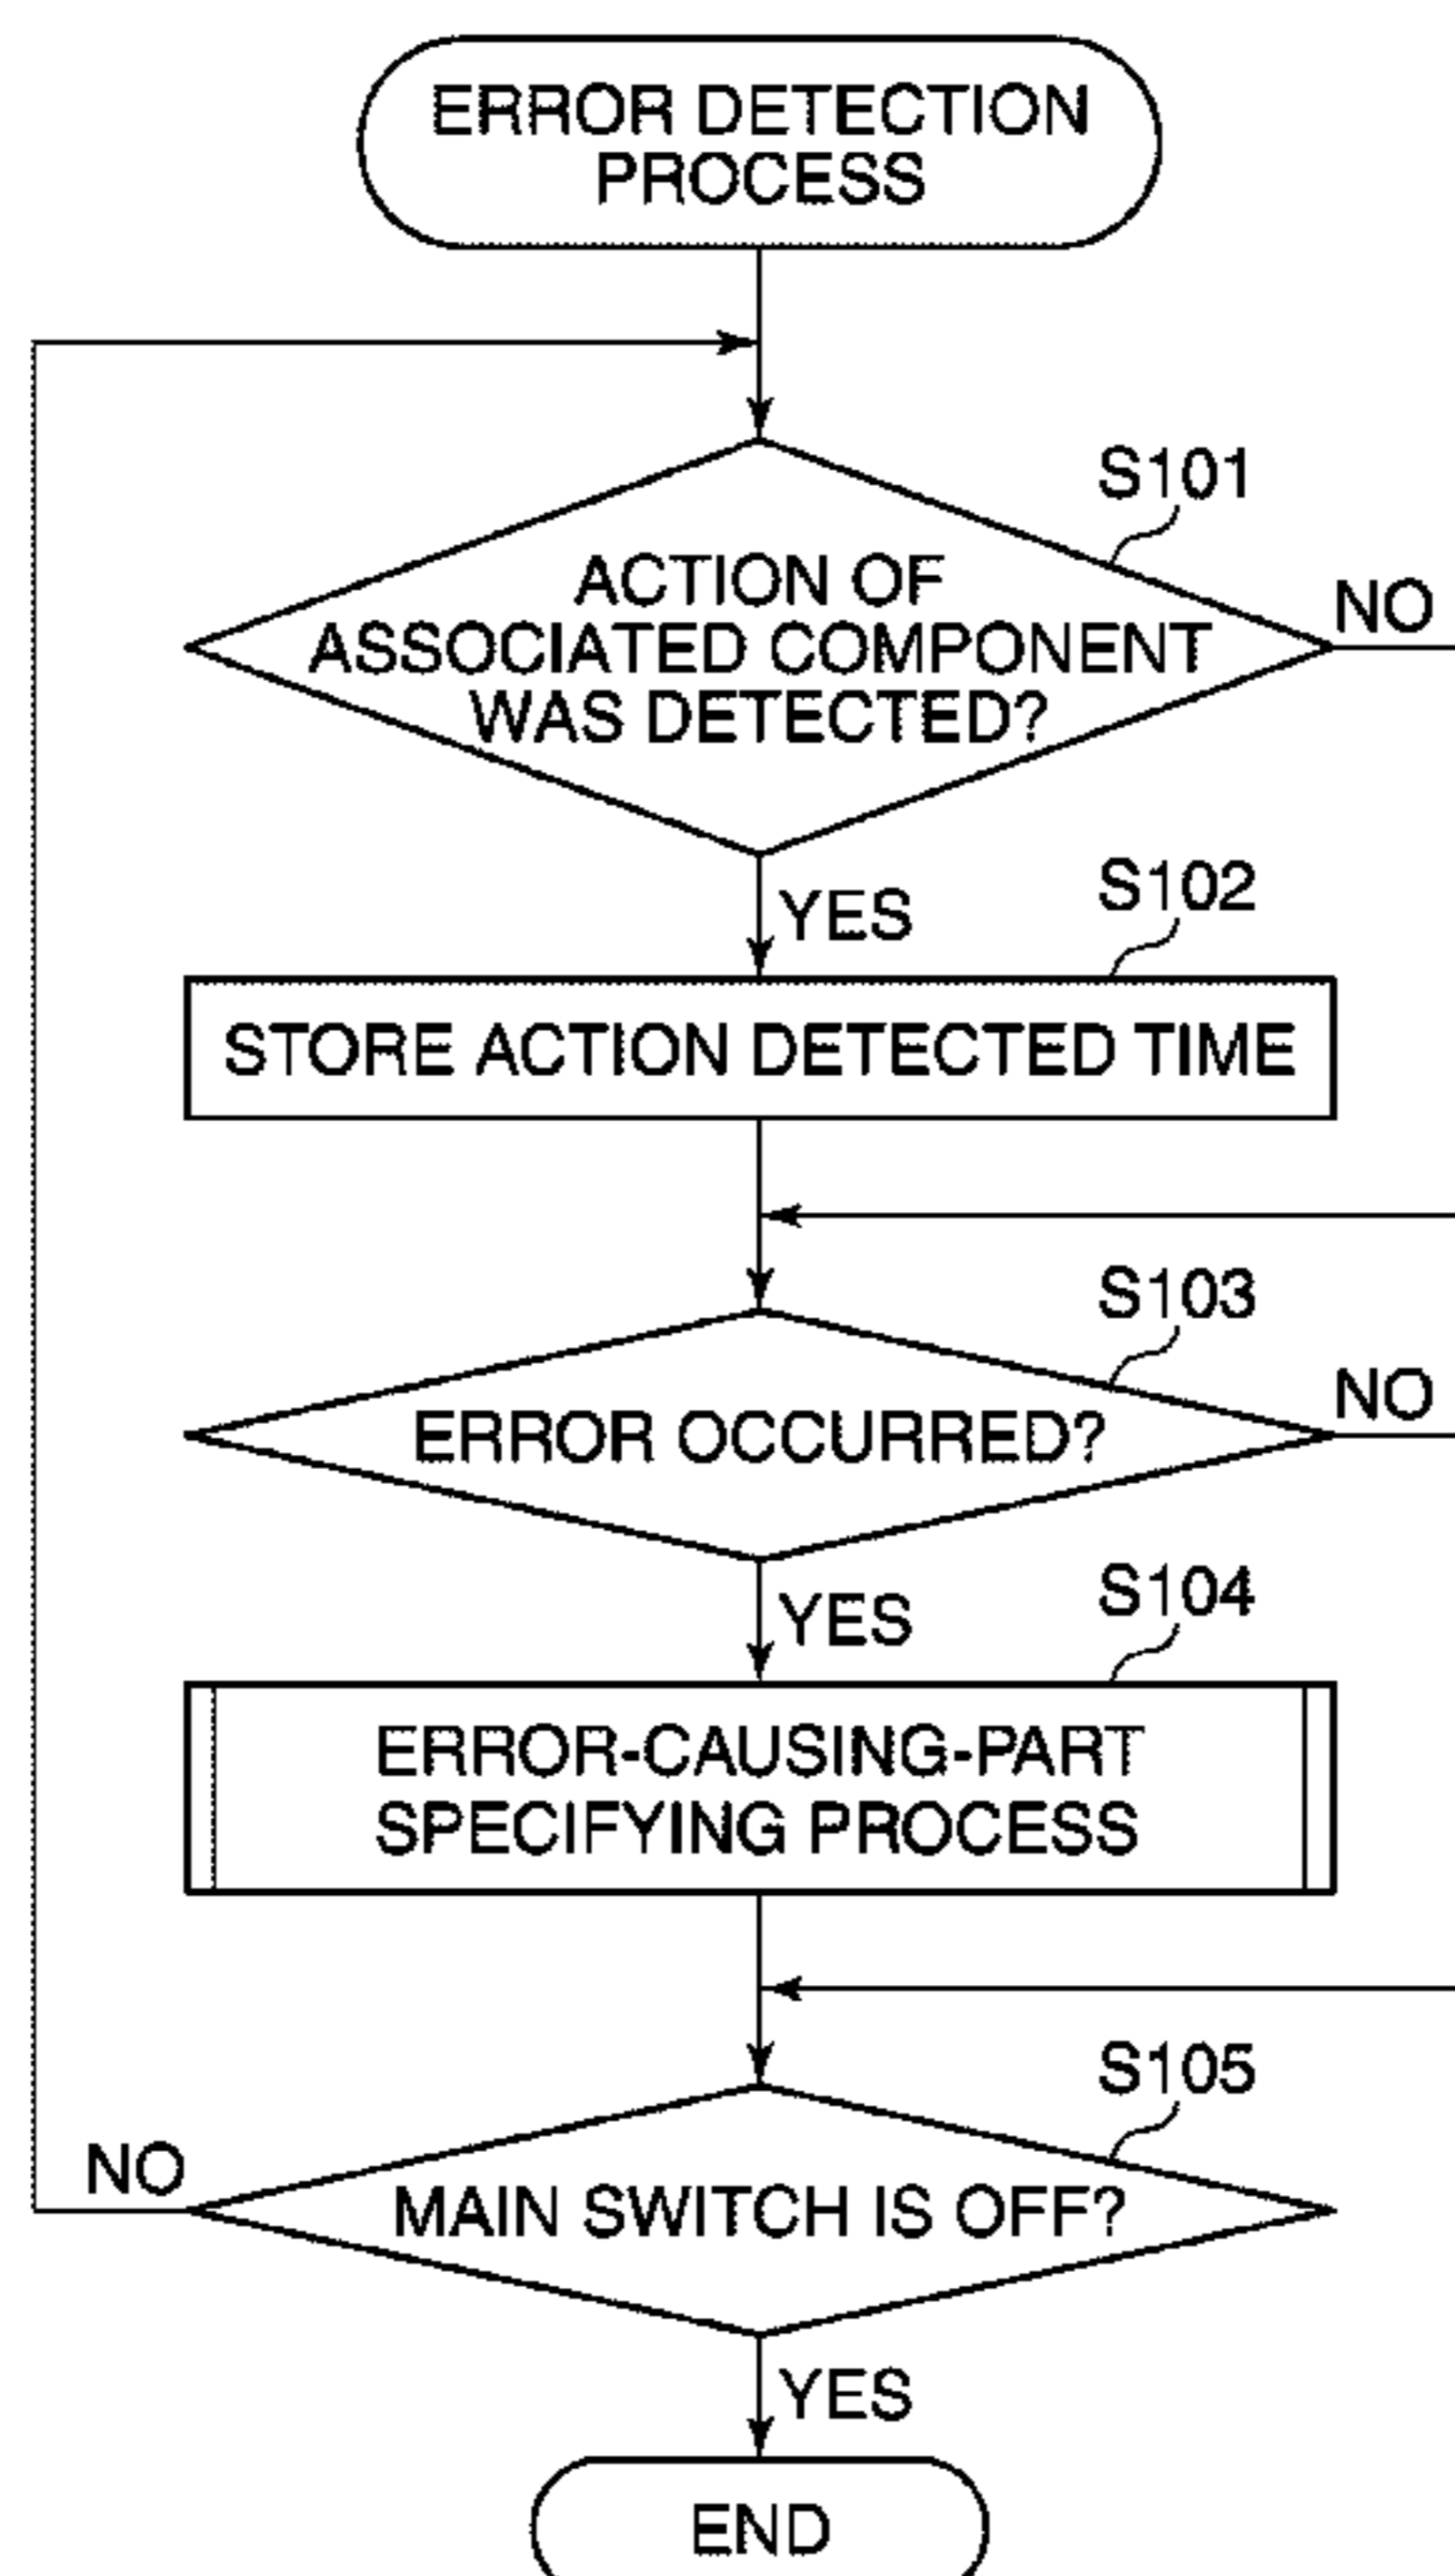 ERROR DETECTION
PROCESS
S101
ACTION OF
ASSOCIATED COMPONENT
WAS DETECTED?
NO
YES
S102
STORE ACTION DETECTED TIME
S103
ERROR OCCURRED?
NO
YES
S104
ERROR-CAUSING-PART
SPECIFYING PROCESS
S105
MAIN SWITCH IS OFF?
NO
YES
END